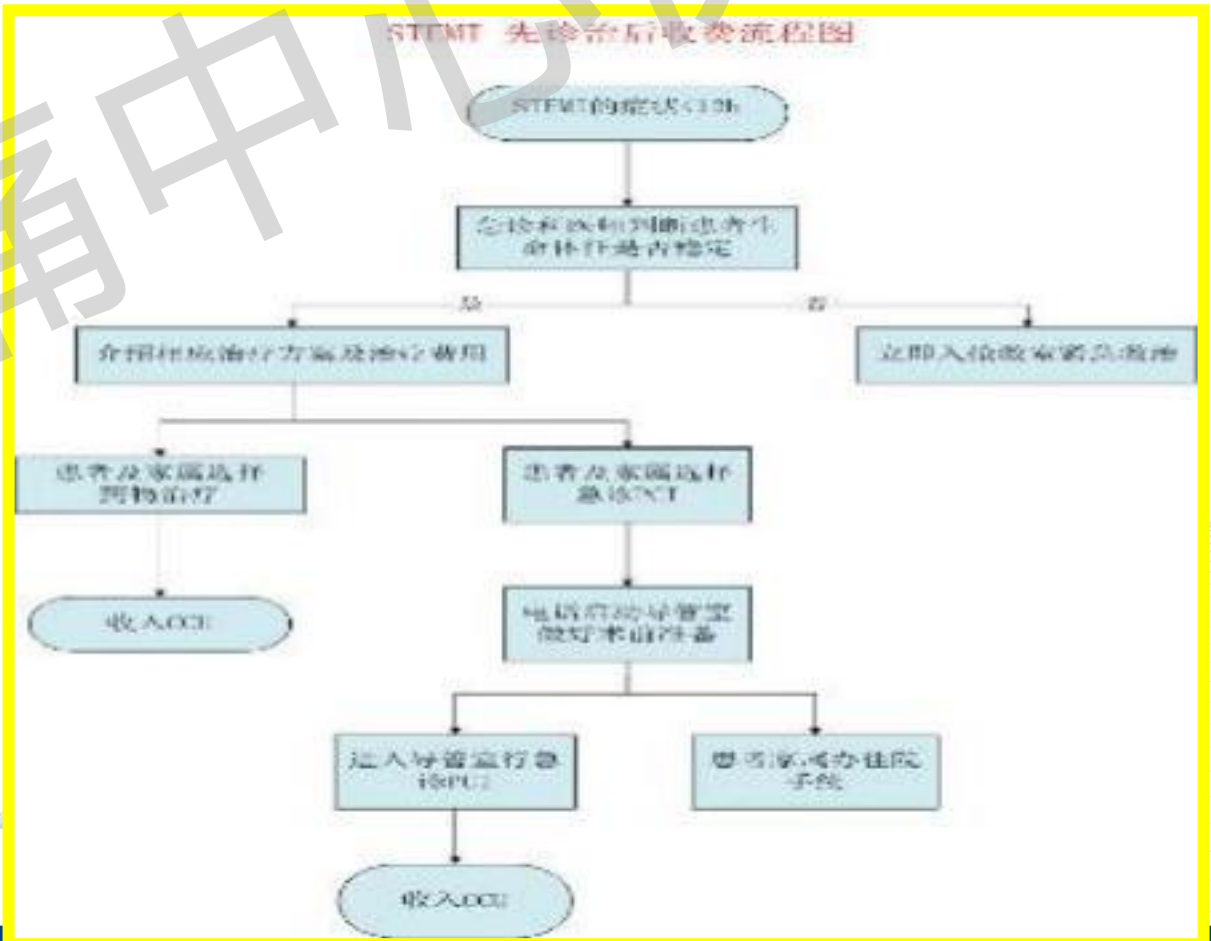 STEMI 先诊治后收费流程图
STEMI的症状<12h
急诊科医师判断患者生
命体征是否稳定
是
否
介绍相应治疗方案及治疗费用
立即入抢救室紧急救治
患者及家属选择
药物治疗
患者及家属选择
急诊PCI
收入CCU
电话启动导管室
做好术前准备
进入导管室行急
诊PCI
患者家属办住院
手续
收入CCU
痛中心